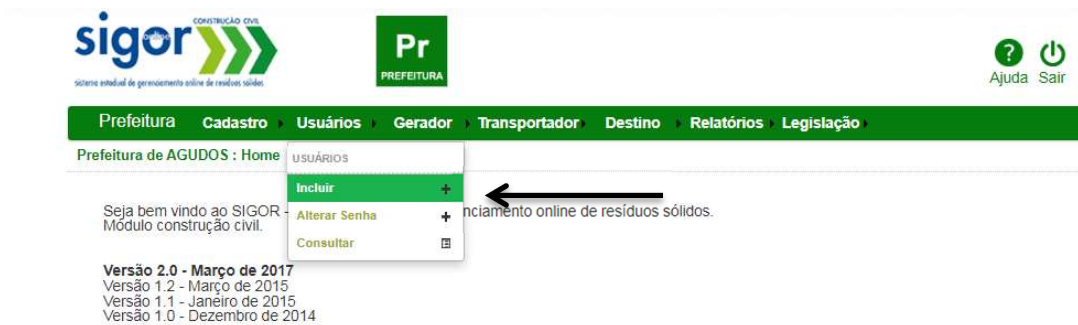 CONSTRUCÃO CIVIL
sigor
online
sistema estadual de gerenciamento online de resíduos sólidos
Pr
PREFEITURA
?
Ajuda Sair
Prefeitura Cadastro Usuários Gerador Transportador Destino Relatórios Legislação
Prefeitura de AGUDOS : Home
USUÁRIOS
Incluir +
Alterar Senha +
Consultar
Seja bem vindo ao SIGOR - nciamento online de resíduos sólidos.
Módulo construção civil.
Versão 2.0 - Março de 2017
Versão 1.2 - Março de 2015
Versão 1.1 - Janeiro de 2015
Versão 1.0 - Dezembro de 2014